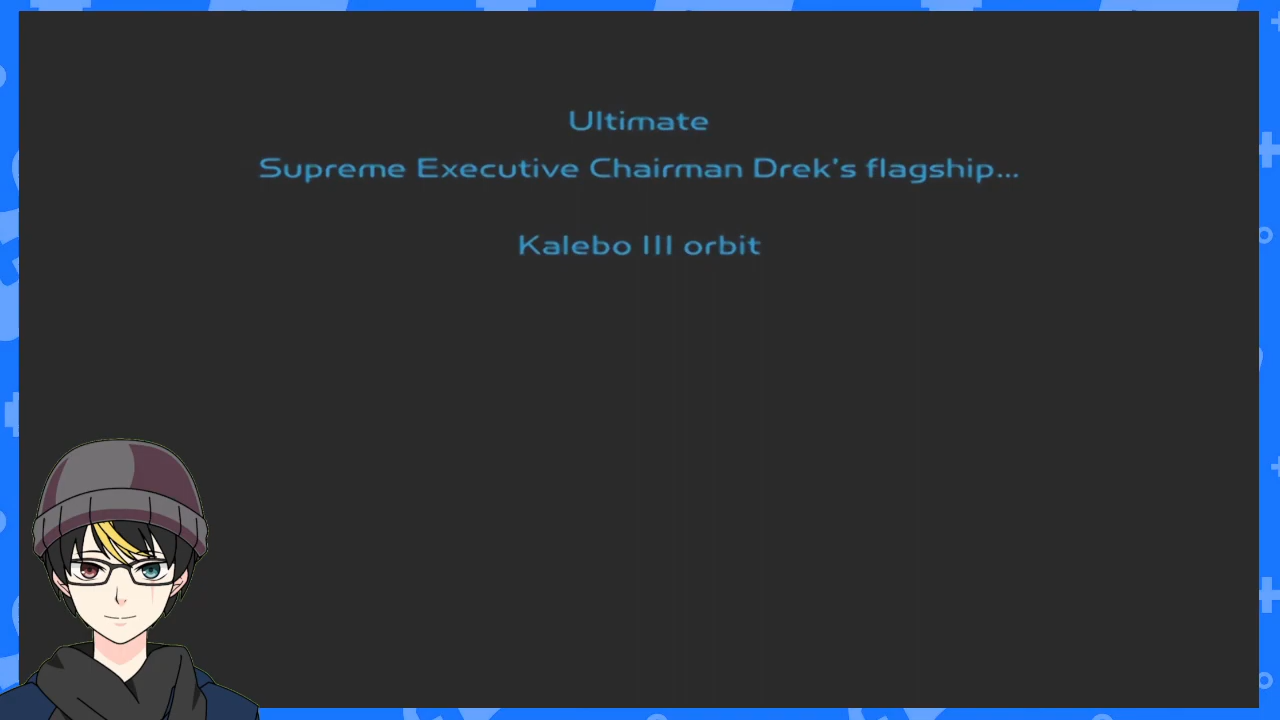 Ultimate
Supreme Executive Chairman Drek's flagship...
Kalebo III orbit